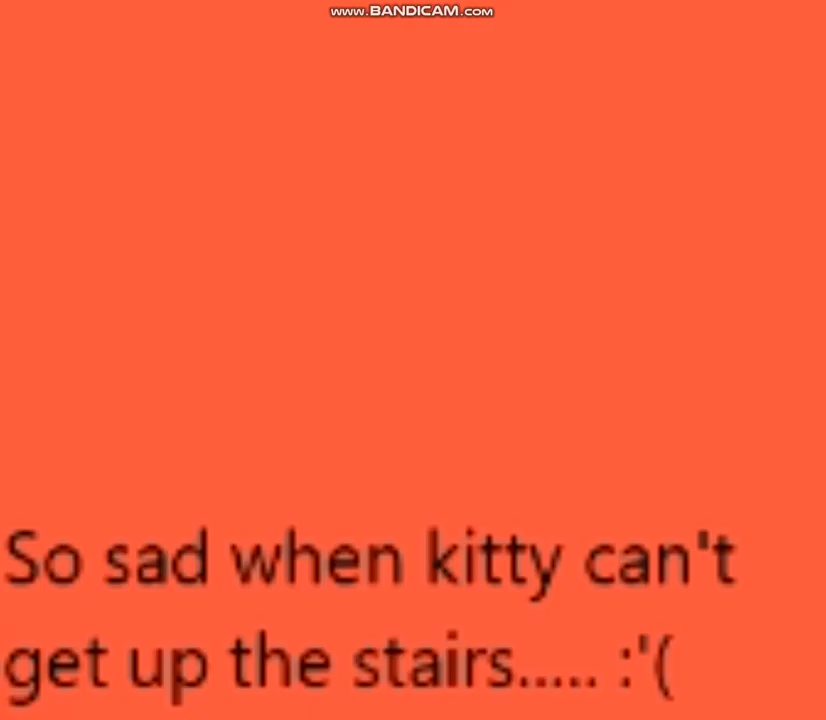 www.BANDICAM.com
So sad when kitty can't
get up the stairs..... :'(